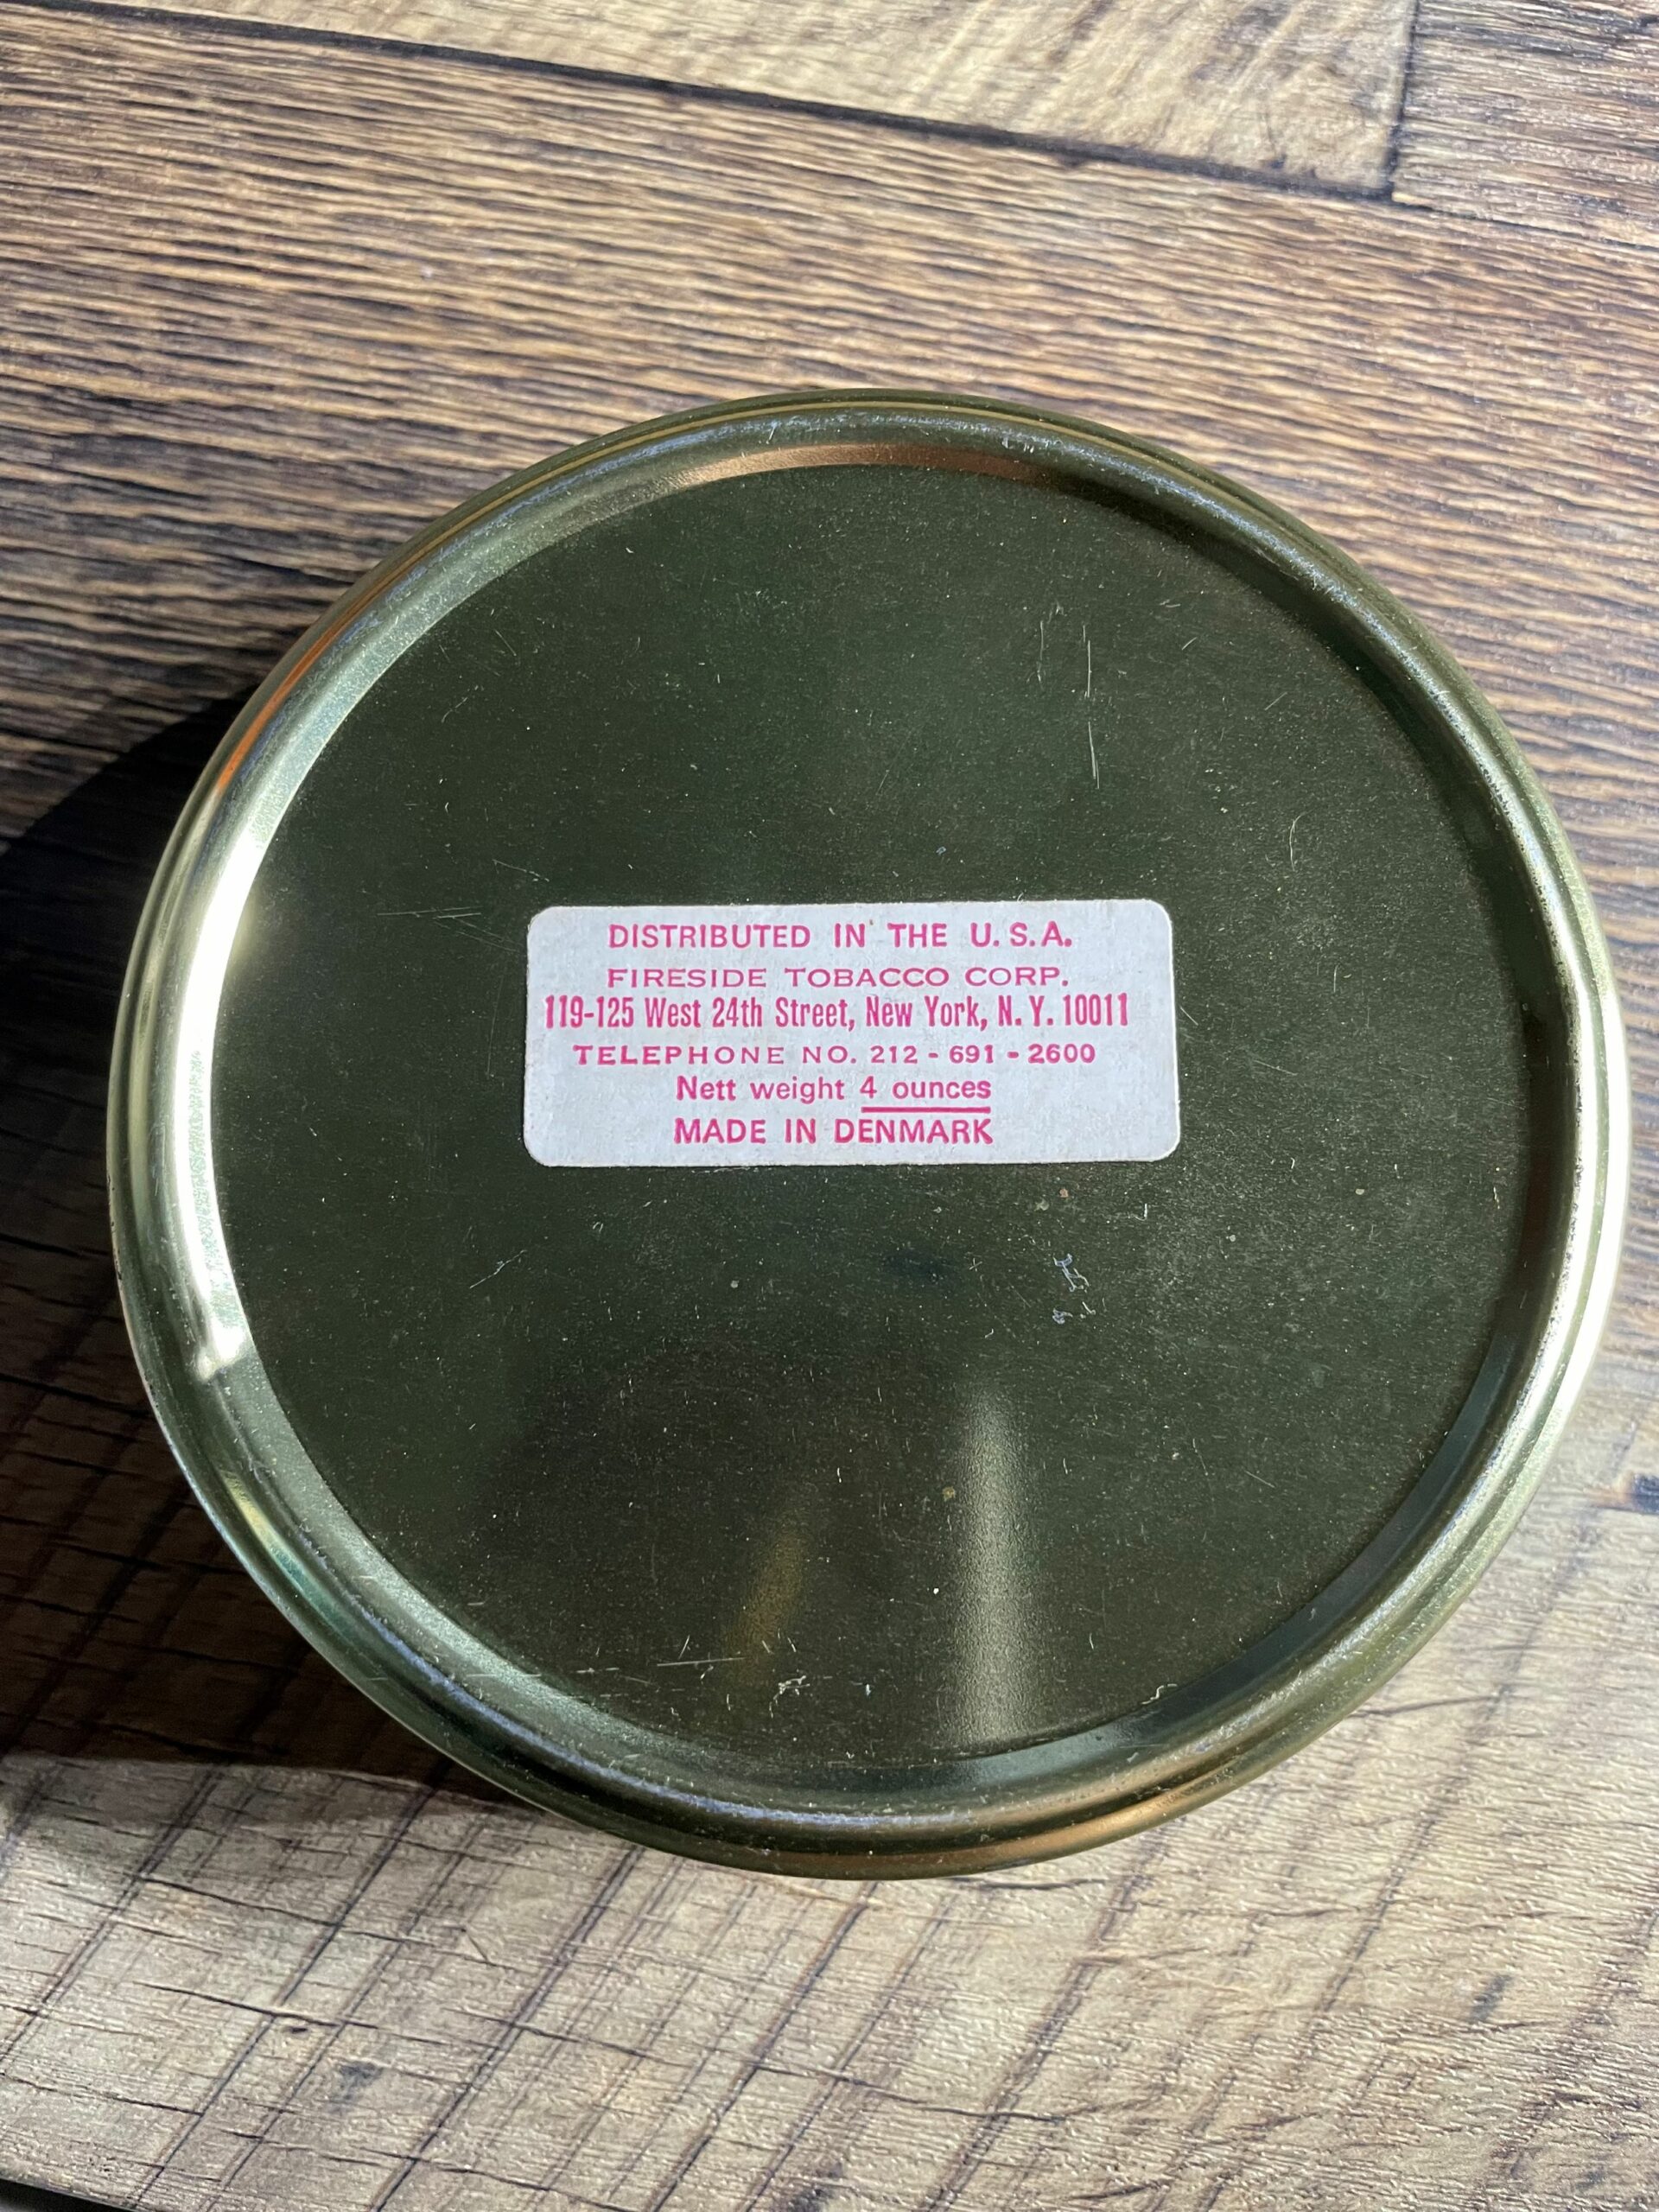 DISTRIBUTED IN THE U. S. A.
FIRESIDE TOBACCO CORP.
119-125 West 24th Street, New York, N. Y. 10011
TELEPHONE NO. 212 - 691 - 2600
Nett weight 4 ounces
MADE IN DENMARK